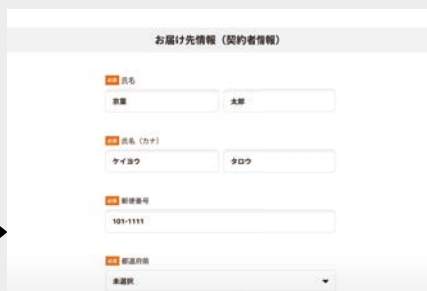 お届け先情報（契約者情報）
必須 氏名
京葉 太郎
必須 氏名（カナ）
ケイヨウ タロウ
必須 郵便番号
101-1111
必須 都道府県
未選択